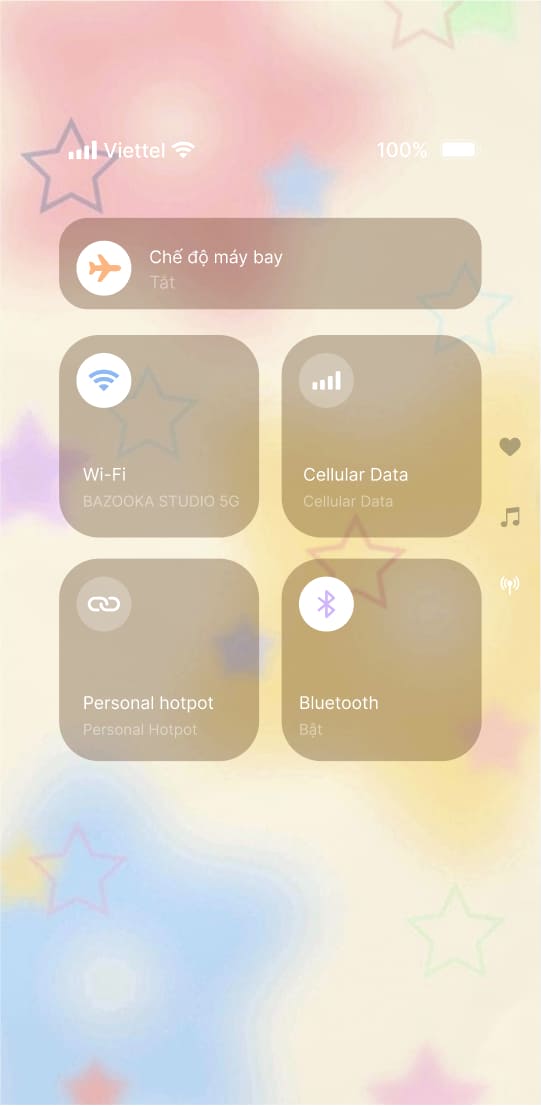 Viettel 100%
Chế độ máy bay
Tắt
Wi-Fi
BAZOOKA STUDIO 5G
Cellular Data
Cellular Data
Personal hotpot
Personal Hotpot
Bluetooth
Bật